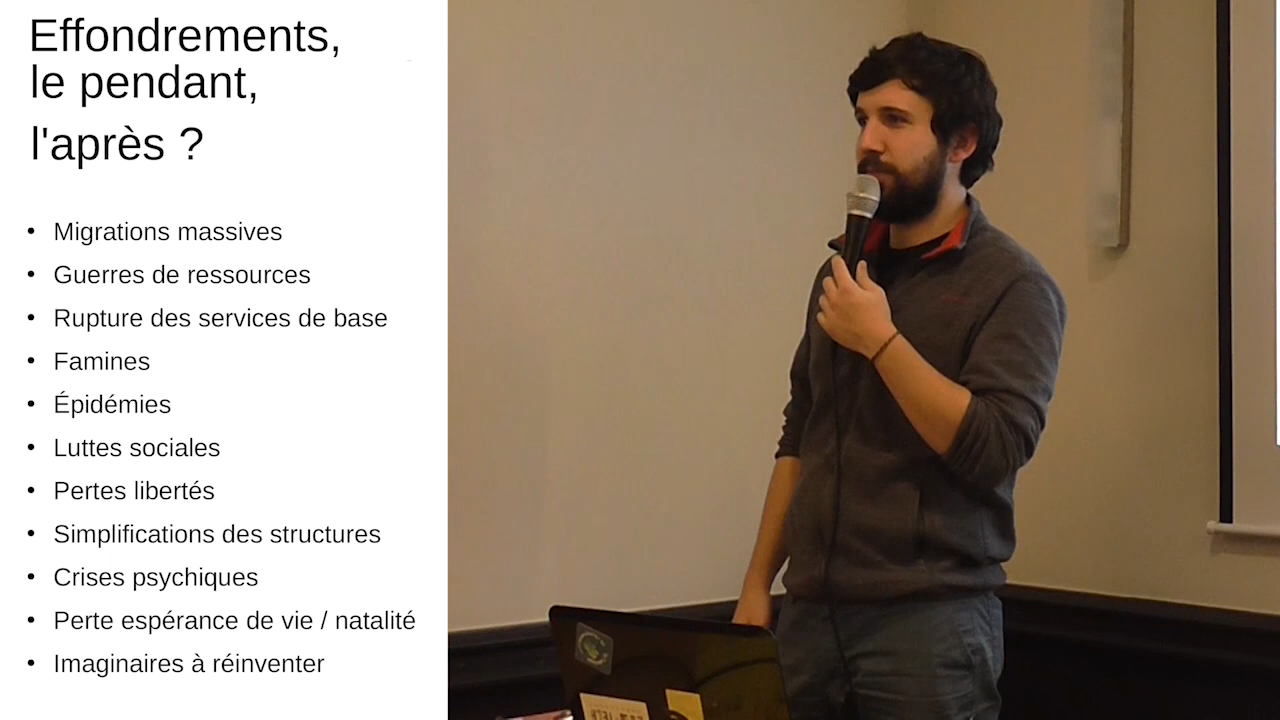 Effondrements,
le pendant,
l'après ?
• Migrations massives
• Guerres de ressources
• Rupture des services de base
• Famines
• Épidémies
• Luttes sociales
• Pertes libertés
• Simplifications des structures
• Crises psychiques
• Perte espérance de vie / natalité
• Imaginaires à réinventer